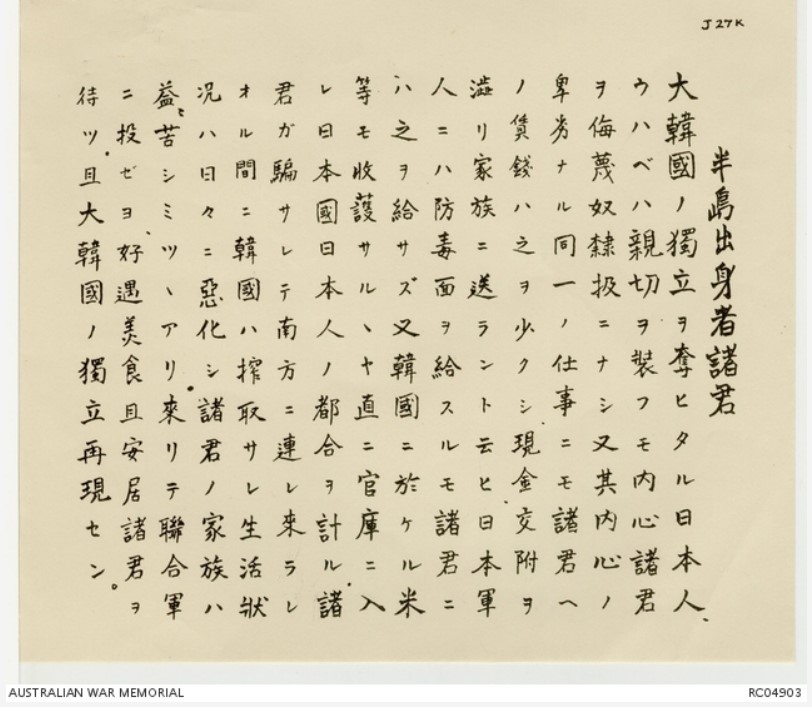 J27K
半島出身者諸君
大韓國ノ獨立ヲ奪ヒタル日本人、
ウハベハ親切ヲ裝フモ内心諸君
ヲ侮蔑奴隸扱ニナシ又其内心ノ
卑劣ナル同一ノ仕事ニモ諸君ヘ
ノ賃錢ハ之ヲ少クシ現金交附ヲ
澁リ家族ニ送ラント云ヒ日本軍
人ニハ防毒面ヲ給スルモ諸君ニ
ハ之ヲ給サズ又韓國ニ於ケル米
等モ收護サルヽヤ直ニ官庫ニ入
レ日本國日本人ノ都合ヲ計ル。諸
君ガ騙サレテ南方ニ連レ来ラレ
オル間ニ韓國ハ搾取サレ生活狀
況ハ日々ニ惡化シ諸君ノ家族ハ
益〻苦シミツヽアリ。來リテ聯合軍
ニ投ゼヨ、好遇美食且安居諸君ヲ
待ツ。且大韓國ノ獨立再現セン。
AUSTRALIAN WAR MEMORIAL
RC04903